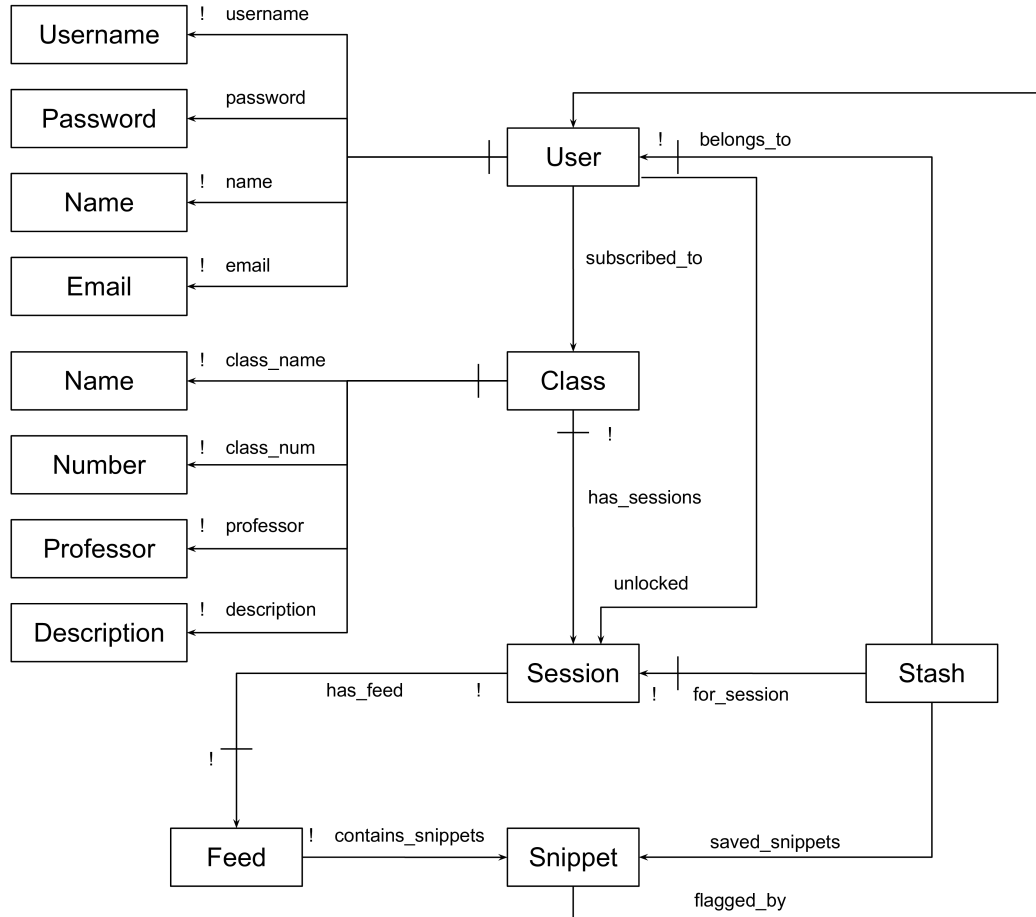 ! username
Username
password
Password
User
! belongs_to
! name
Name
subscribed_to
! email
Email
! class_name
Name
Class
!
! class_num
Number
has_sessions
! professor
Professor
unlocked
! description
Description
Session
Stash
has_feed !
! for_session
!
! contains_snippets
Feed
Snippet
saved_snippets
flagged_by